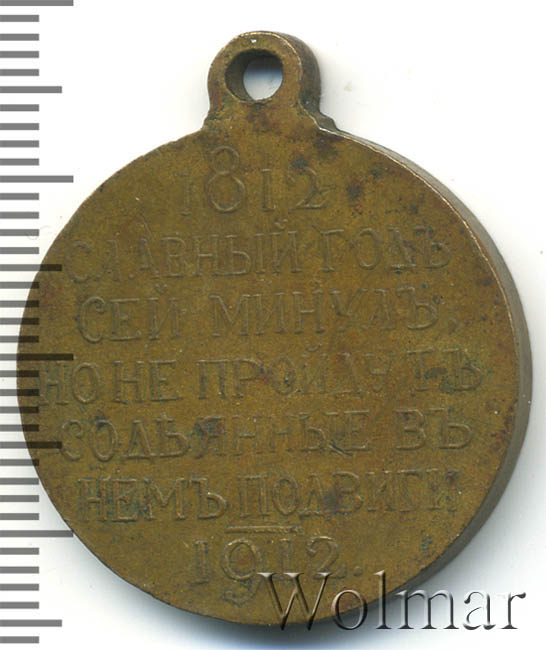 1812
СЛАВНЫЙ ГОДЪ
СЕЙ МИНУЛЪ,
НО НЕ ПРОЙДУТЪ
СОДѢЯННЫЕ ВЪ
НЕМЪ ПОДВИГИ
1912.
Wolmar